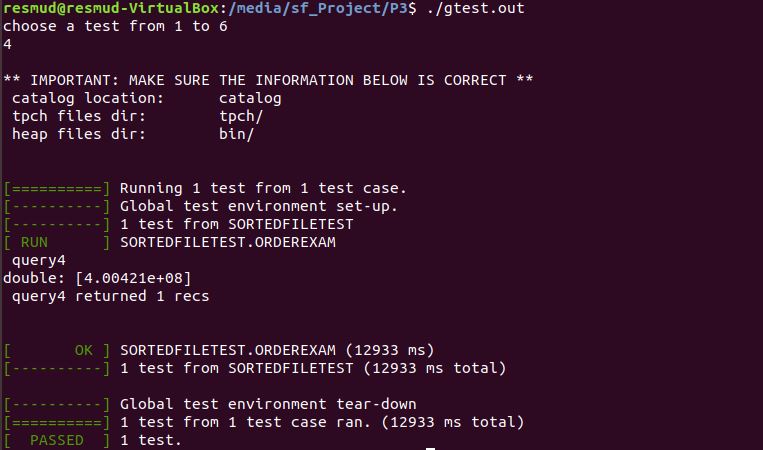 resmud@resmud-VirtualBox:/media/sf_Project/P3$ ./gtest.out
choose a test from 1 to 6
4
** IMPORTANT: MAKE SURE THE INFORMATION BELOW IS CORRECT **
 catalog location:      catalog
 tpch files dir:        tpch/
 heap files dir:        bin/
[==========] Running 1 test from 1 test case.
[----------] Global test environment set-up.
[----------] 1 test from SORTEDFILETEST
[ RUN      ] SORTEDFILETEST.ORDEREXAM
 query4
double: [4.00421e+08]
 query4 returned 1 recs
[       OK ] SORTEDFILETEST.ORDEREXAM (12933 ms)
[----------] 1 test from SORTEDFILETEST (12933 ms total)
[----------] Global test environment tear-down
[==========] 1 test from 1 test case ran. (12933 ms total)
[  PASSED  ] 1 test.